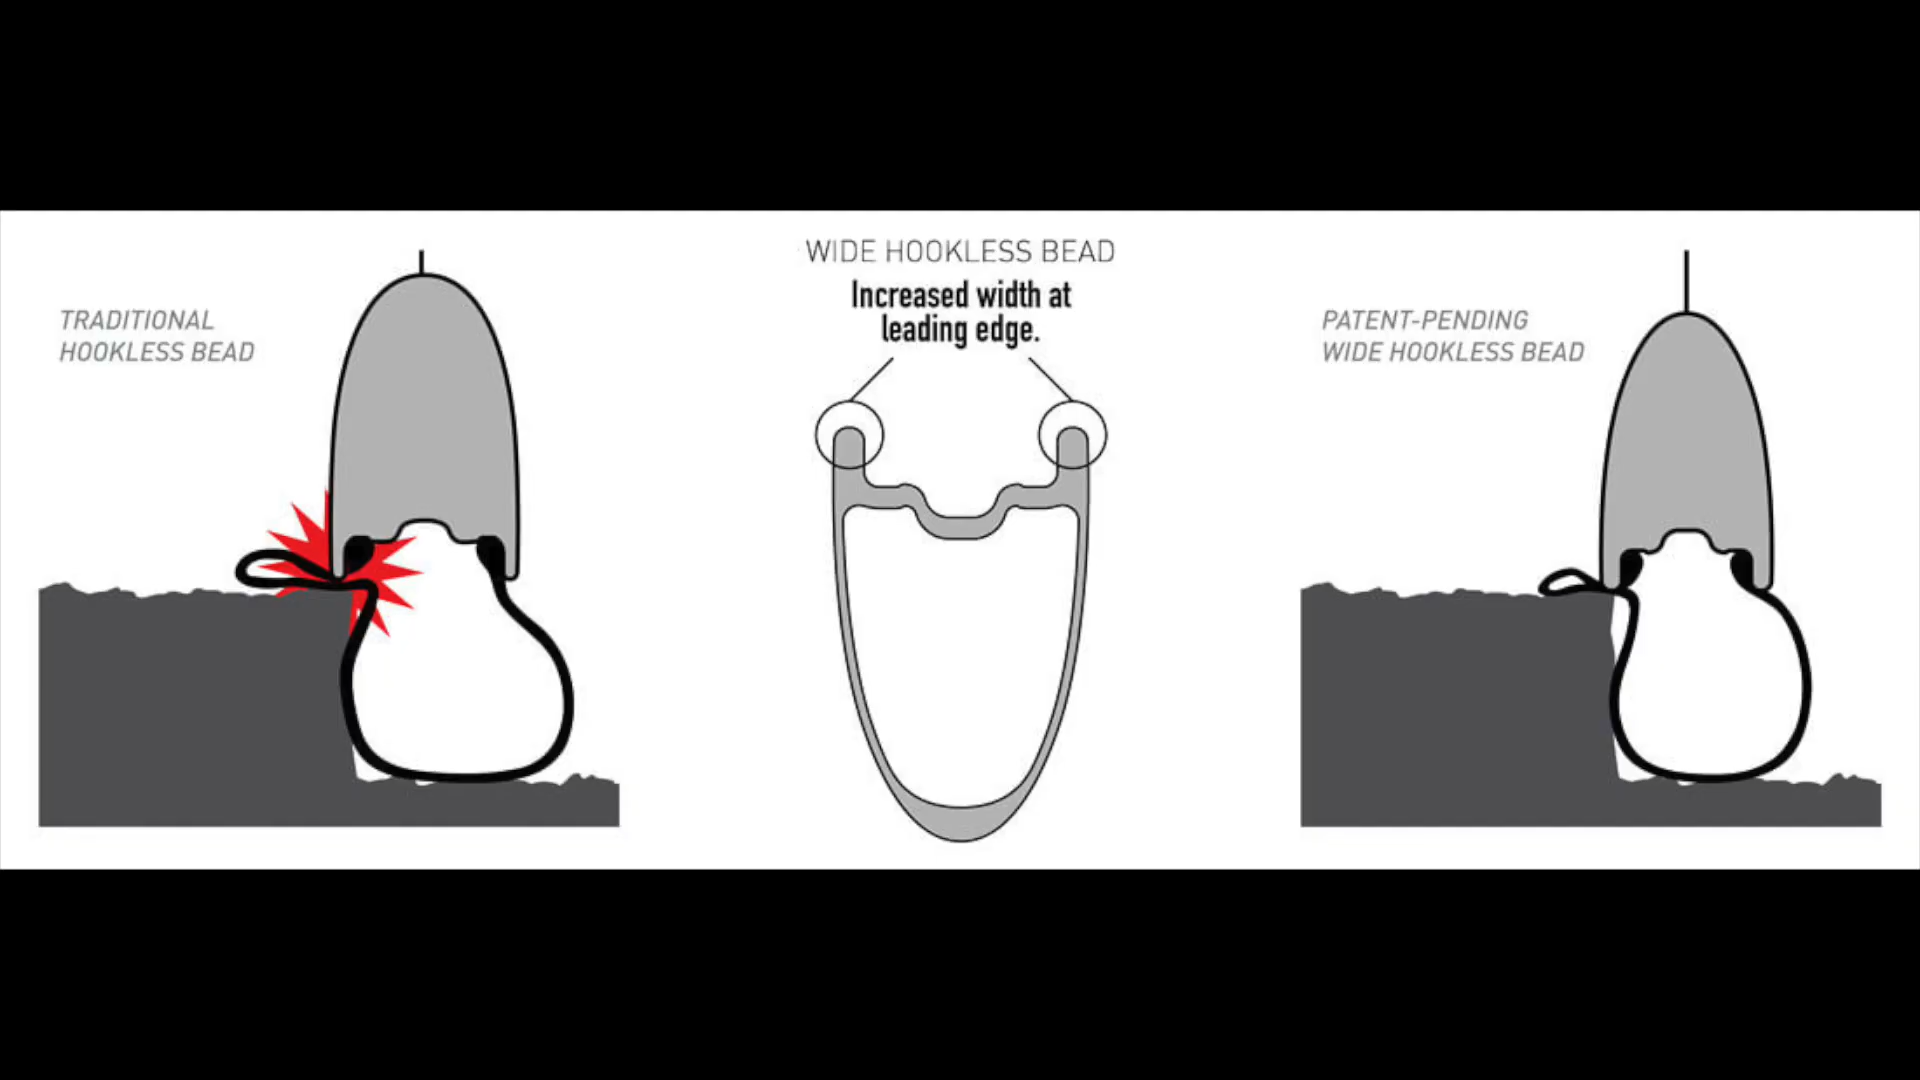 TRADITIONAL
HOOKLESS BEAD
WIDE HOOKLESS BEAD
Increased width at
leading edge.
PATENT-PENDING
WIDE HOOKLESS BEAD